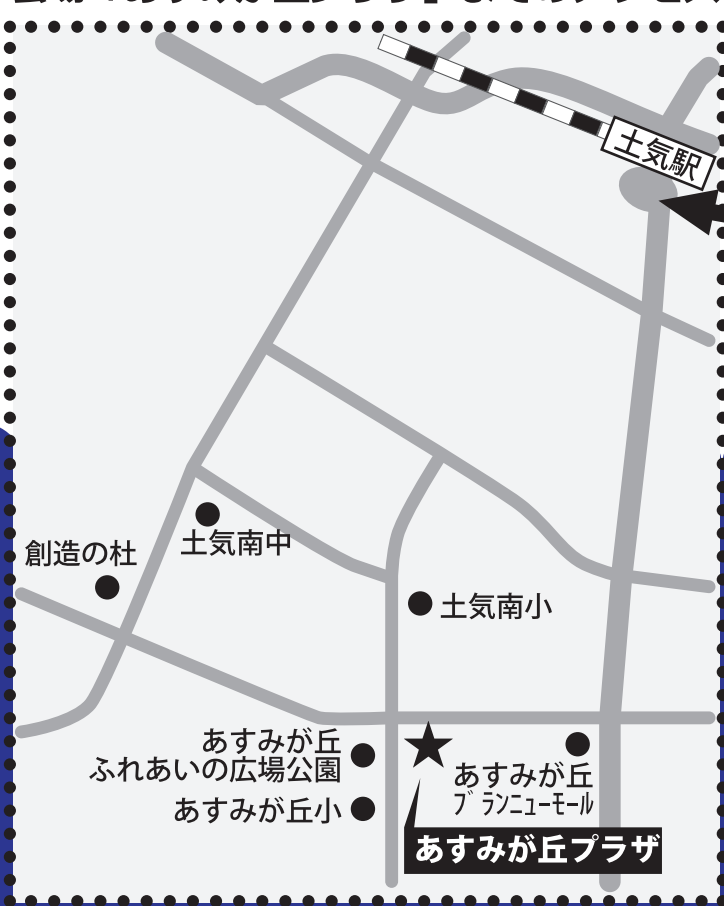 土気駅
土気南中
創造の杜
土気南小
あすみが丘
ふれあいの広場公園
あすみが丘小
あすみが丘
ブランニューモール
あすみが丘プラザ